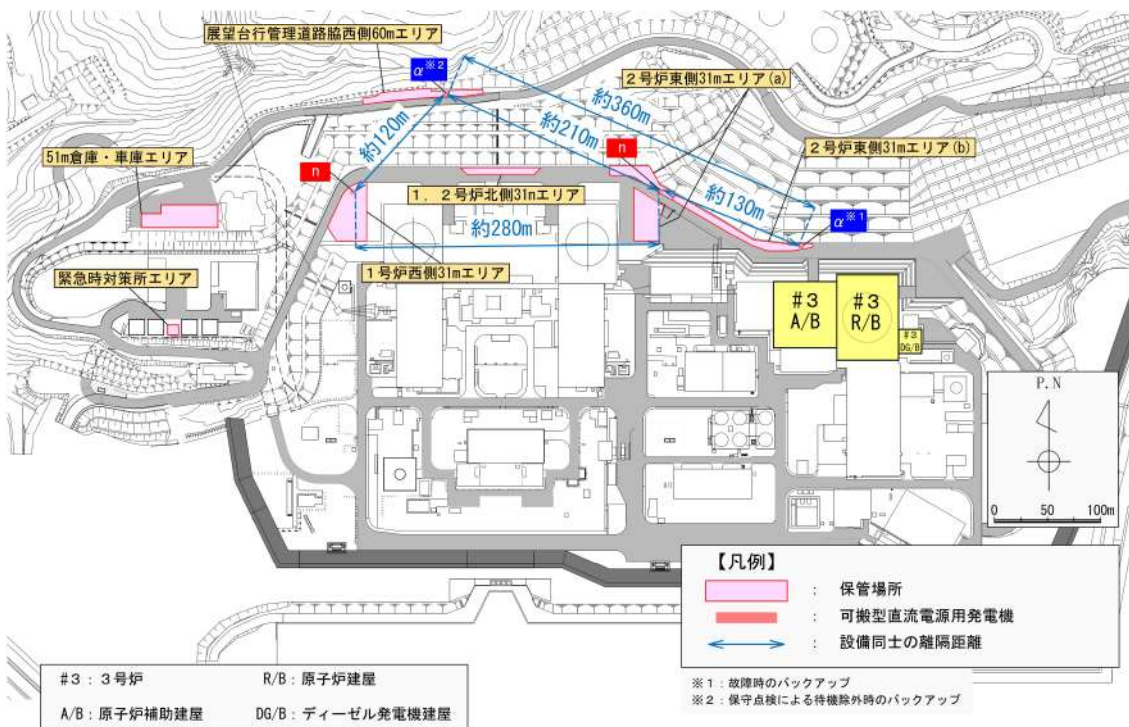 展望台行管理道路脇西側60mエリア
α※2
2号炉東側31mエリア(a)
約360m
約210m
約120m
n
n
51m倉庫・車庫エリア
2号炉東側31mエリア(b)
1，2号炉北側31mエリア
約130m
α※1
約280m
緊急時対策所エリア
1号炉西側31mエリア
#3
A/B
#3
R/B
#3
DG/B
P.N
0 50 100m
【凡例】
： 保管場所
： 可搬型直流電源用発電機
： 設備同士の離隔距離
※1：故障時のバックアップ
※2：保守点検による待機除外時のバックアップ
#3：3号炉 R/B：原子炉建屋
A/B：原子炉補助建屋 DG/B：ディーゼル発電機建屋